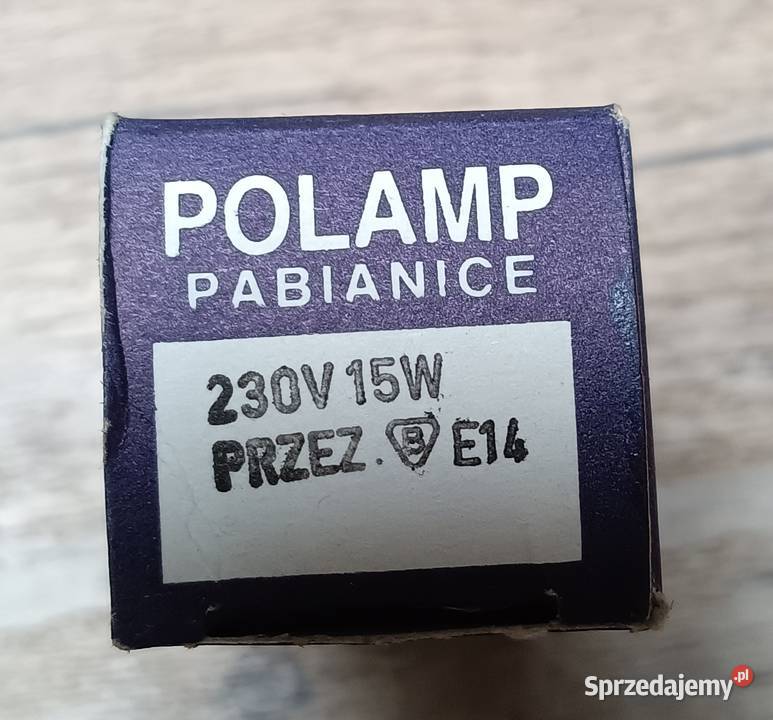 POLAMP
PABIANICE
230V 15W
PRZEZ. B E14
Sprzedajemy.pl